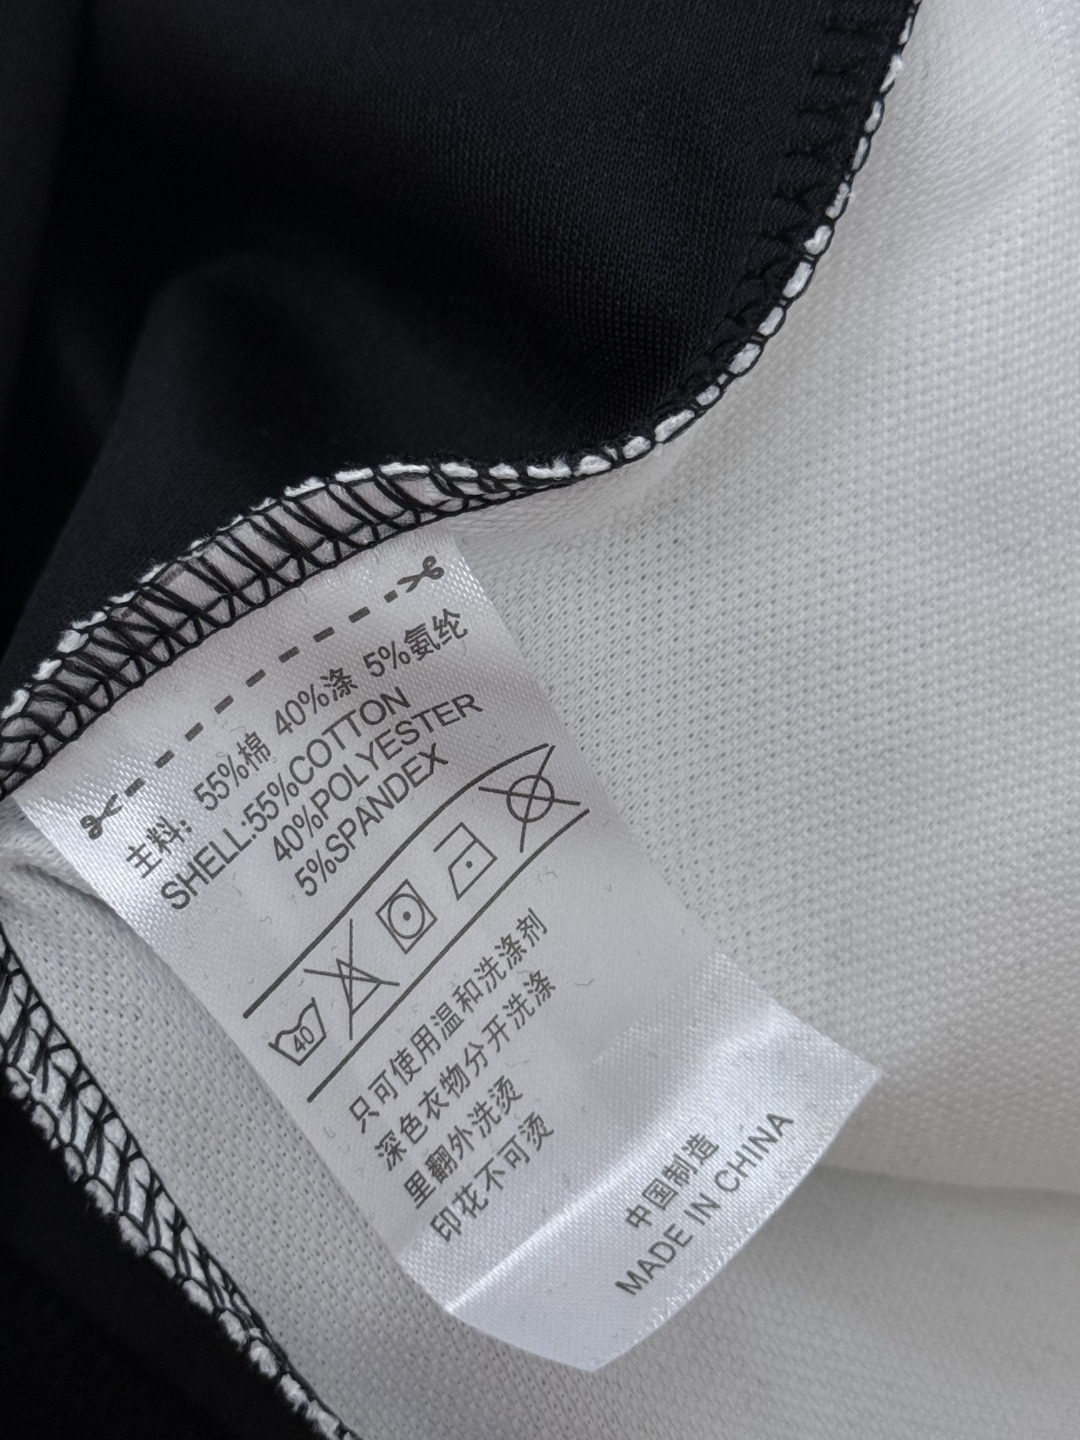 主料: 55%棉 40%涤 5%氨纶
SHELL:55%COTTON
40%POLYESTER
5%SPANDEX
40
只可使用温和洗涤剂
深色衣物分开洗涤
里翻外洗烫
印花不可烫
中国制造
MADE IN CHINA